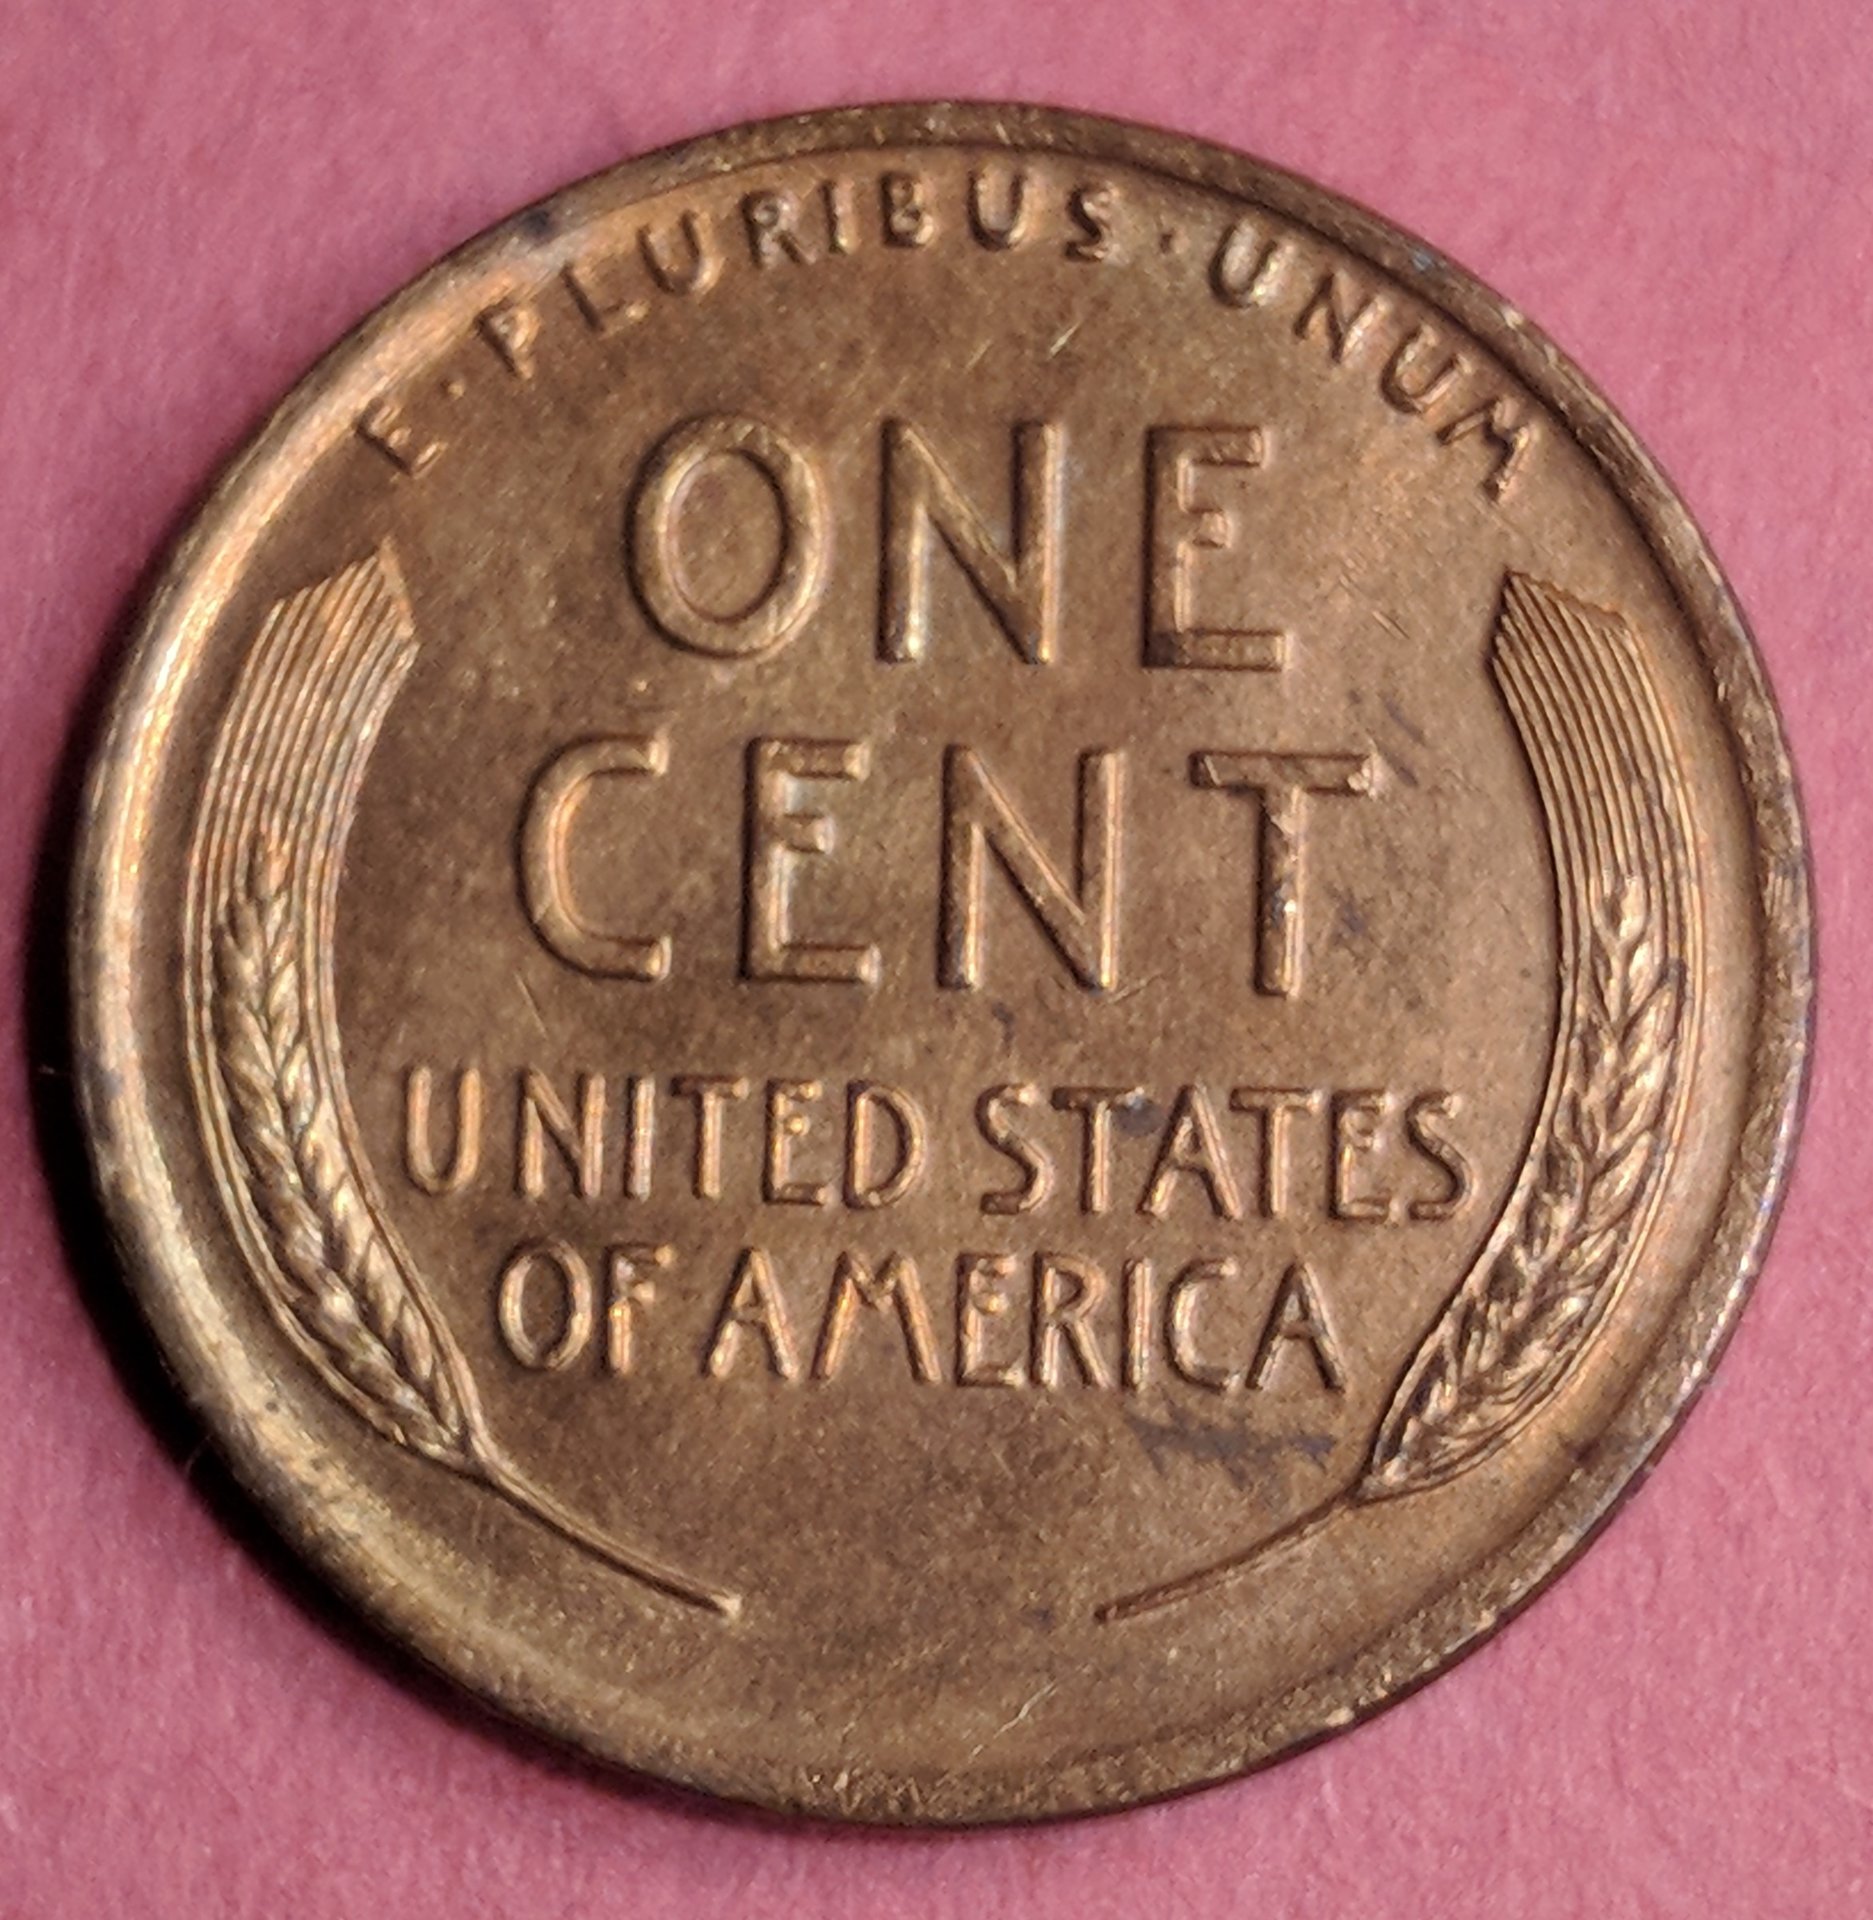 E·PLURIBUS·UNUM
ONE
CENT
UNITED STATES
OF AMERICA